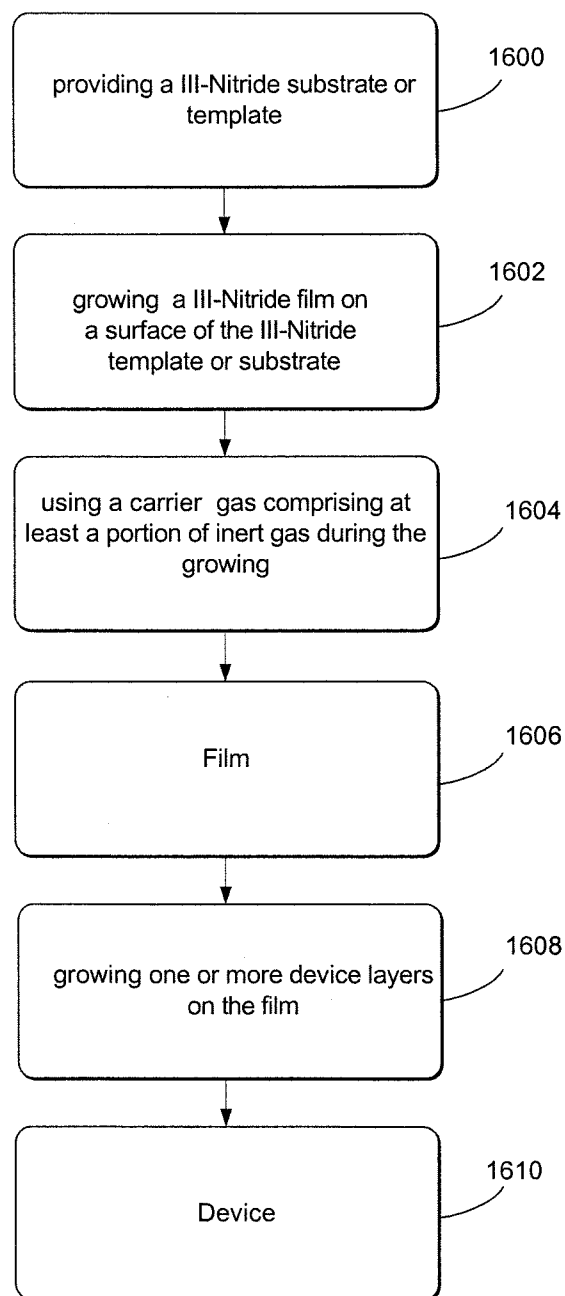 providing a III-Nitride substrate or
template
1600
growing a III-Nitride film on
a surface of the III-Nitride
template or substrate
1602
using a carrier gas comprising at
least a portion of inert gas during the
growing
1604
Film
1606
growing one or more device layers
on the film
1608
Device
1610